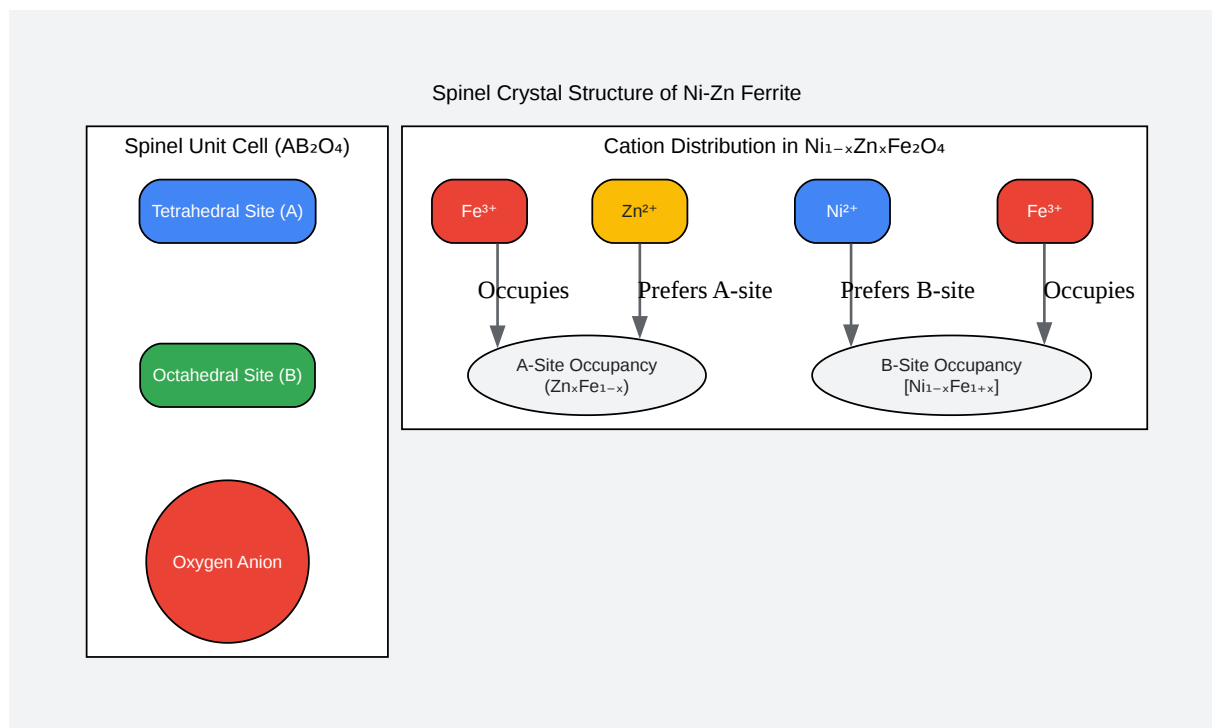 Spinel Crystal Structure of Ni-Zn Ferrite
Spinel Unit Cell (AB₂O₄)
Tetrahedral Site (A)
Octahedral Site (B)
Oxygen Anion
Cation Distribution in Ni₁₋ₓZnₓFe₂O₄
Fe³⁺
Zn²⁺
Ni²⁺
Fe³⁺
Occupies
Prefers A-site
Prefers B-site
Occupies
A-Site Occupancy
(ZnₓFe₁₋ₓ)
B-Site Occupancy
[Ni₁₋ₓFe₁₊ₓ]